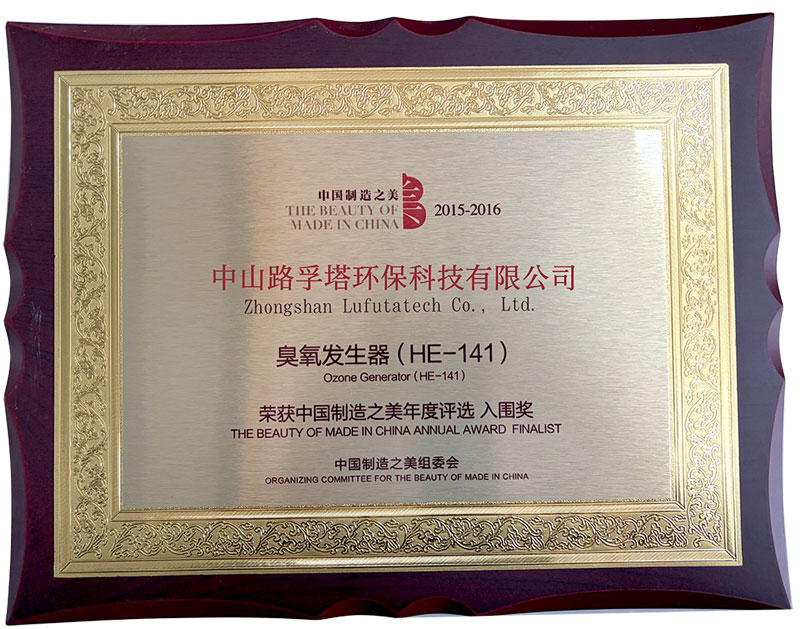 中国制造之美
THE BEAUTY OF
MADE IN CHINA
2015-2016
中山路孚塔环保科技有限公司
Zhongshan Lufutatech Co., Ltd.
臭氧发生器(HE-141)
Ozone Generator(HE-141)
荣获中国制造之美年度评选 入围奖
THE BEAUTY OF MADE IN CHINA ANNUAL AWARD FINALIST
中国制造之美组委会
ORGANIZING COMMITTEE FOR THE BEAUTY OF MADE IN CHINA